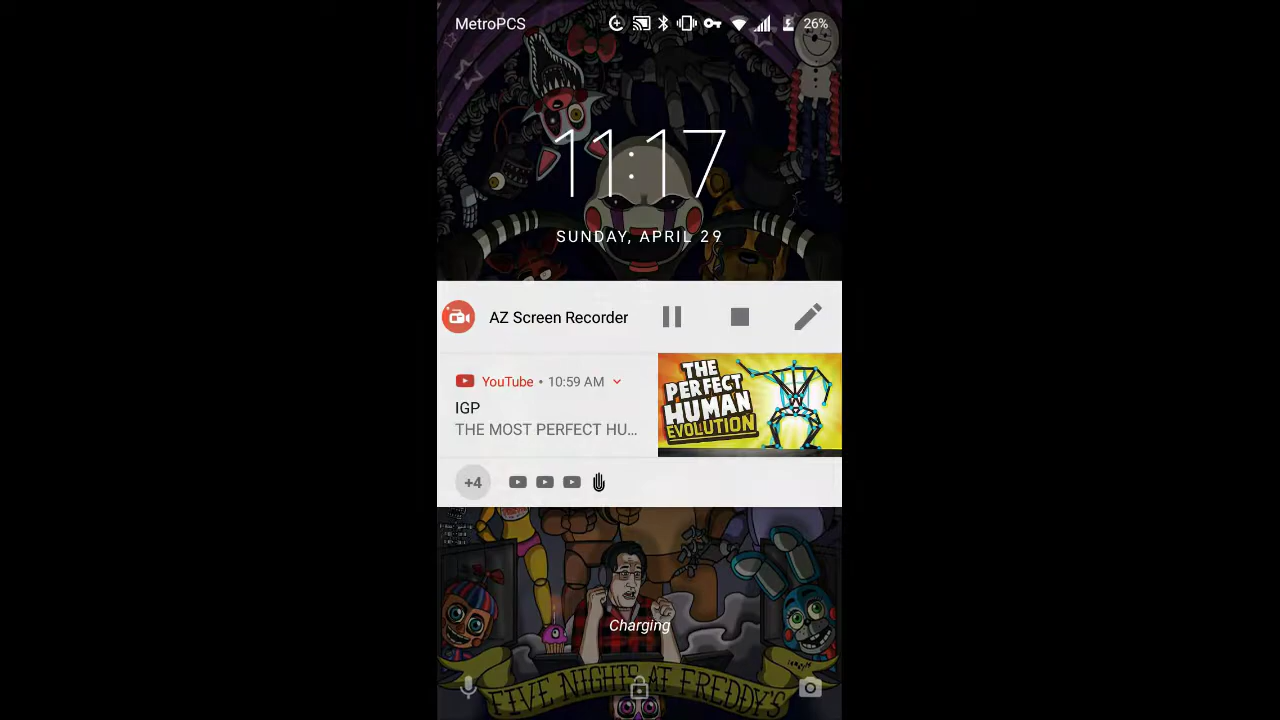 MetroPCS
26%
11:17
SUNDAY, APRIL 29
AZ Screen Recorder
YouTube • 10:59 AM
IGP
THE MOST PERFECT HU...
THE
PERFECT
HUMAN
EVOLUTION
+4
Charging
FIVE NIGHTS AT FREDDY'S